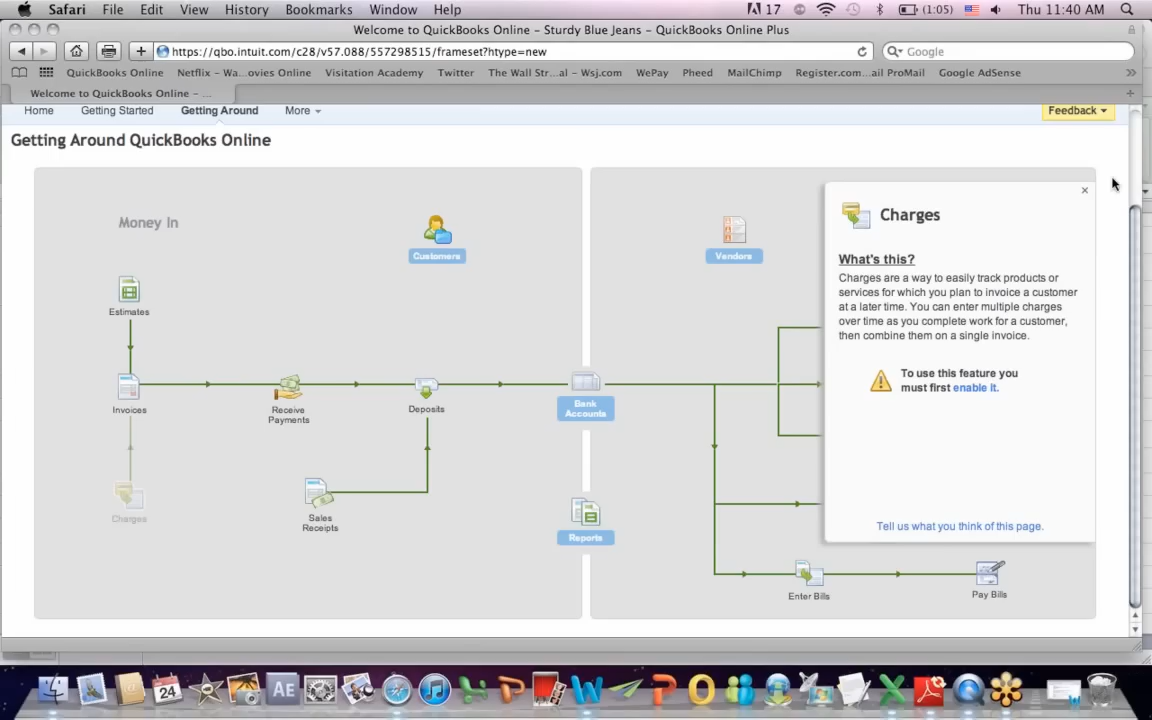 Safari File Edit View History Bookmarks Window Help 17 (1:05) Thu 11:40 AM
Welcome to QuickBooks Online – Sturdy Blue Jeans – QuickBooks Online Plus
https://qbo.intuit.com/c28/v57.088/557298515/frameset?htype=new Google
QuickBooks Online Netflix – Wa...ovies Online Visitation Academy Twitter The Wall Str...al – Wsj.com WePay Pheed MailChimp Register.com...ail ProMail Google AdSense
Welcome to QuickBooks Online – ...
Home Getting Started Getting Around More Feedback
Getting Around QuickBooks Online
Money In
Customers
Vendors
Estimates
Invoices
Receive
Payments
Deposits
Bank
Accounts
Charges
Sales
Receipts
Reports
Enter Bills
Pay Bills
Charges
What's this?
Charges are a way to easily track products or
services for which you plan to invoice a customer
at a later time. You can enter multiple charges
over time as you complete work for a customer,
then combine them on a single invoice.
To use this feature you
must first enable it.
Tell us what you think of this page.
24
AE